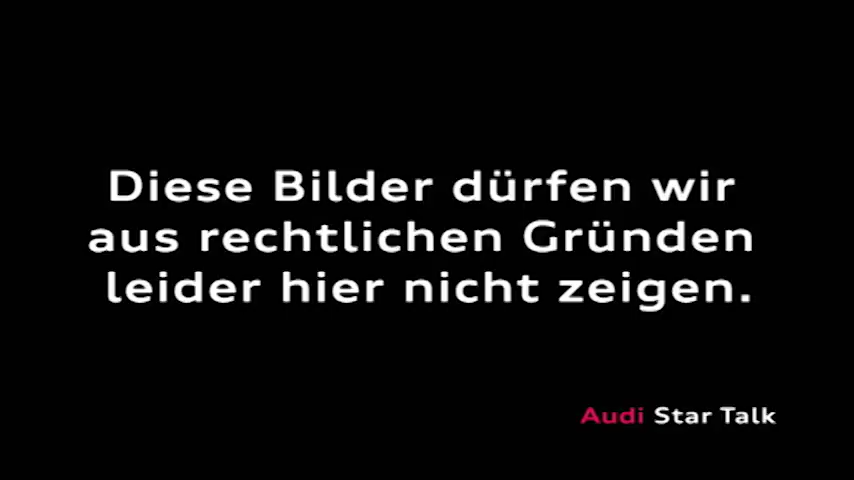 Diese Bilder dürfen wir
aus rechtlichen Gründen
leider hier nicht zeigen.
Audi Star Talk